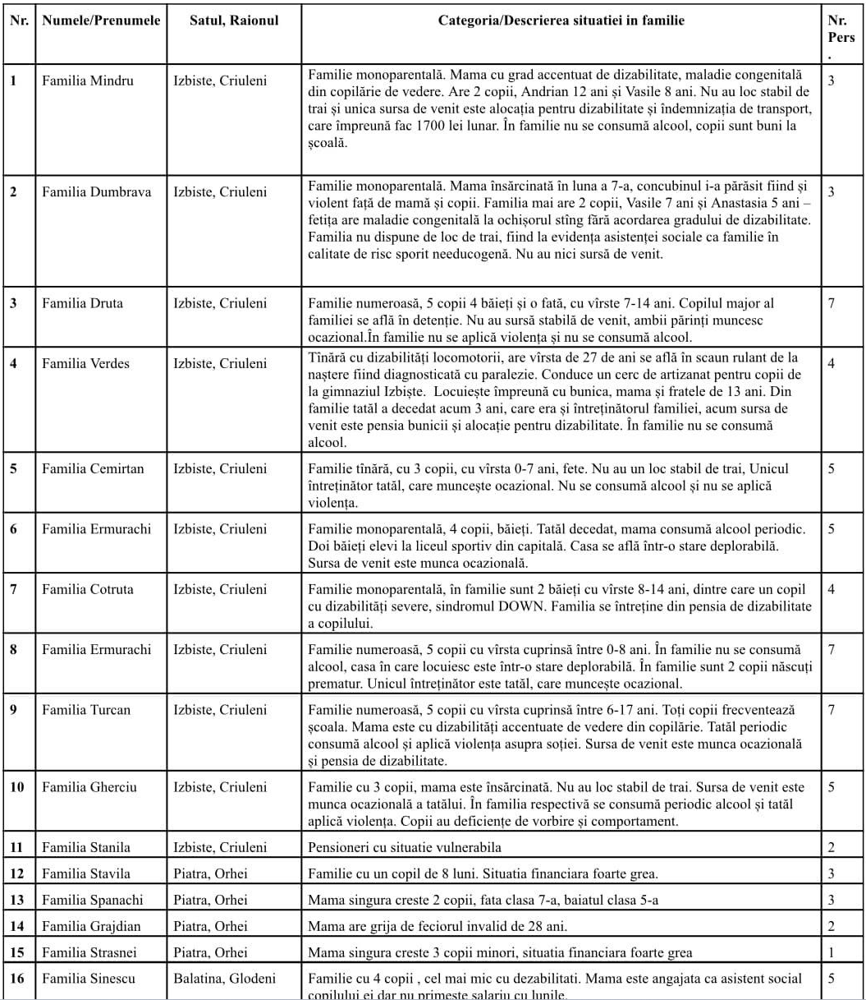 Nr. Numele/Prenumele Satul, Raionul Categoria/Descrierea situatiei in familie Nr.
Pers
.
1 Familia Mindru Izbiste, Criuleni Familie monoparentală. Mama cu grad accentuat de dizabilitate, maladie congenitală 3
din copilărie de vedere. Are 2 copii, Andrian 12 ani și Vasile 8 ani. Nu au loc stabil de
trai și unica sursa de venit este alocația pentru dizabilitate și îndemnizația de transport,
care împreună fac 1700 lei lunar. În familie nu se consumă alcool, copii sunt buni la
școală.
2 Familia Dumbrava Izbiste, Criuleni Familie monoparentală. Mama însărcinată în luna a 7-a, concubinul i-a părăsit fiind și 3
violent față de mamă și copii. Familia mai are 2 copii, Vasile 7 ani și Anastasia 5 ani –
fetița are maladie congenitală la ochișorul stîng fără acordarea gradului de dizabilitate.
Familia nu dispune de loc de trai, fiind la evidența asistenței sociale ca familie în
calitate de risc sporit needucogenă. Nu au nici sursă de venit.
3 Familia Druta Izbiste, Criuleni Familie numeroasă, 5 copii 4 băieți și o fată, cu vîrste 7-14 ani. Copilul major al 7
familiei se află în detenție. Nu au sursă stabilă de venit, ambii părinți muncesc
ocazional.În familie nu se aplică violența și nu se consumă alcool.
4 Familia Verdes Izbiste, Criuleni Tînără cu dizabilități locomotorii, are vîrsta de 27 de ani se află în scaun rulant de la 4
naștere fiind diagnosticată cu paralezie. Conduce un cerc de artizanat pentru copii de
la gimnaziul Izbiște. Locuiește împreună cu bunica, mama și fratele de 13 ani. Din
familie tatăl a decedat acum 3 ani, care era și întreținătorul familiei, acum sursa de
venit este pensia bunicii și alocație pentru dizabilitate. În familie nu se consumă
alcool.
5 Familia Cemirtan Izbiste, Criuleni Familie tînără, cu 3 copii, cu vîrsta 0-7 ani, fete. Nu au un loc stabil de trai, Unicul 5
întreținător tatăl, care muncește ocazional. Nu se consumă alcool și nu se aplică
violența.
6 Familia Ermurachi Izbiste, Criuleni Familie monoparentală, 4 copii, băieți. Tatăl decedat, mama consumă alcool periodic. 5
Doi băieți elevi la liceul sportiv din capitală. Casa se află într-o stare deplorabilă.
Sursa de venit este munca ocazională.
7 Familia Cotruta Izbiste, Criuleni Familie monoparentală, în familie sunt 2 băieți cu vîrste 8-14 ani, dintre care un copil 4
cu dizabilități severe, sindromul DOWN. Familia se întreține din pensia de dizabilitate
a copilului.
8 Familia Ermurachi Izbiste, Criuleni Familie numeroasă, 5 copii cu vîrsta cuprinsă între 0-8 ani. În familie nu se consumă 7
alcool, casa în care locuiesc este într-o stare deplorabilă. În familie sunt 2 copii născuți
prematur. Unicul întreținător este tatăl, care muncește ocazional.
9 Familia Turcan Izbiste, Criuleni Familie numeroasă, 5 copii cu vîrsta cuprinsă între 6-17 ani. Toți copii frecventează 7
școala. Mama este cu dizabilități accentuate de vedere din copilărie. Tatăl periodic
consumă alcool și aplică violența asupra soției. Sursa de venit este munca ocazională
și pensia de dizabilitate.
10 Familia Gherciu Izbiste, Criuleni Familie cu 3 copii, mama este însărcinată. Nu au loc stabil de trai. Sursa de venit este 5
munca ocazională a tatălui. În familia respectivă se consumă periodic alcool și tatăl
aplică violența. Copii au deficiențe de vorbire și comportament.
11 Familia Stanila Izbiste, Criuleni Pensioneri cu situatie vulnerabila 2
12 Familia Stavila Piatra, Orhei Familie cu un copil de 8 luni. Situatia financiara foarte grea. 3
13 Familia Spanachi Piatra, Orhei Mama singura creste 2 copii, fata clasa 7-a, baiatul clasa 5-a 3
14 Familia Grajdian Piatra, Orhei Mama are grija de feciorul invalid de 28 ani. 2
15 Familia Strasnei Piatra, Orhei Mama singura creste 3 copii minori, situatia financiara foarte grea 1
16 Familia Sinescu Balatina, Glodeni Familie cu 4 copii , cel mai mic cu dezabilitati. Mama este angajata ca asistent social 5
copilului ei dar nu primeste salariu cu lunile.